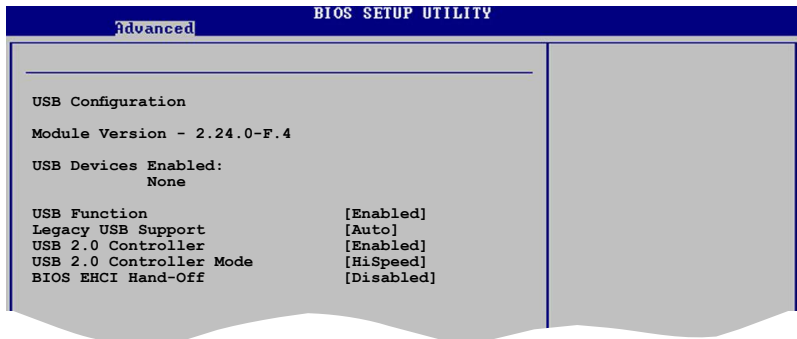 BIOS SETUP UTILITY
Advanced
USB Configuration
Module Version - 2.24.0-F.4
USB Devices Enabled:
None
USB Function [Enabled]
Legacy USB Support [Auto]
USB 2.0 Controller [Enabled]
USB 2.0 Controller Mode [HiSpeed]
BIOS EHCI Hand-Off [Disabled]